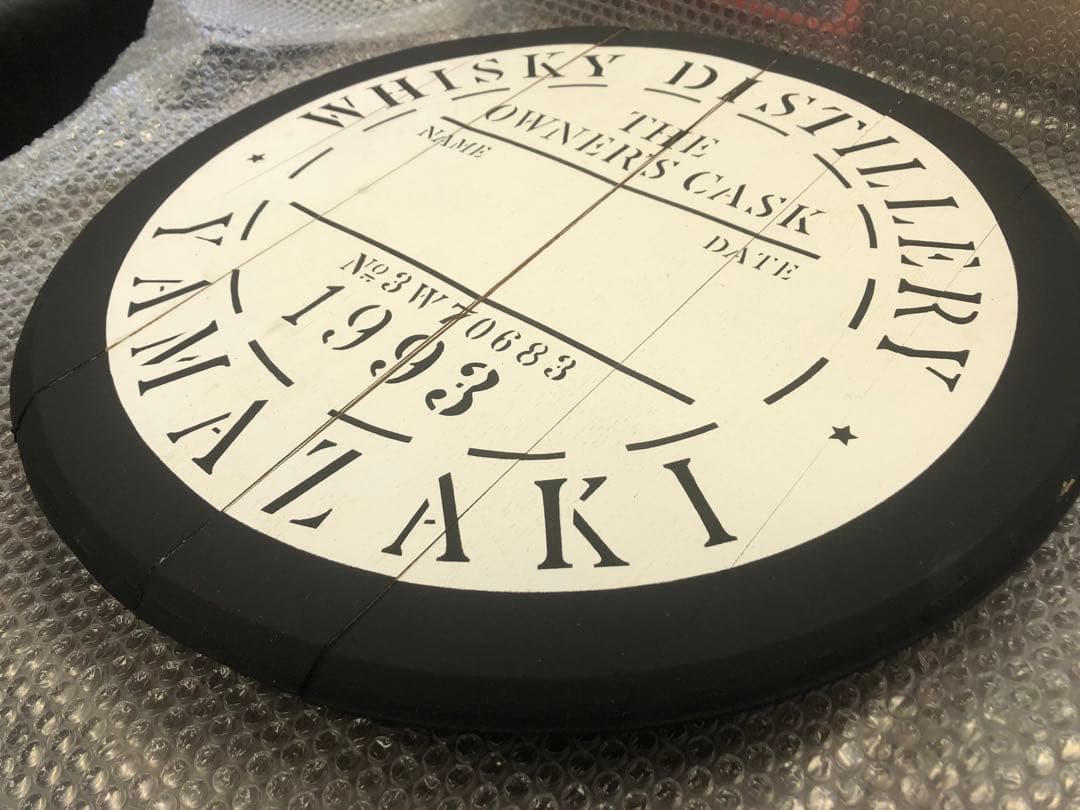 WHISKY DISTILLERY
THE
OWNER'S CASK
NAME
DATE
No3W70683
1993
YAMAZAKI